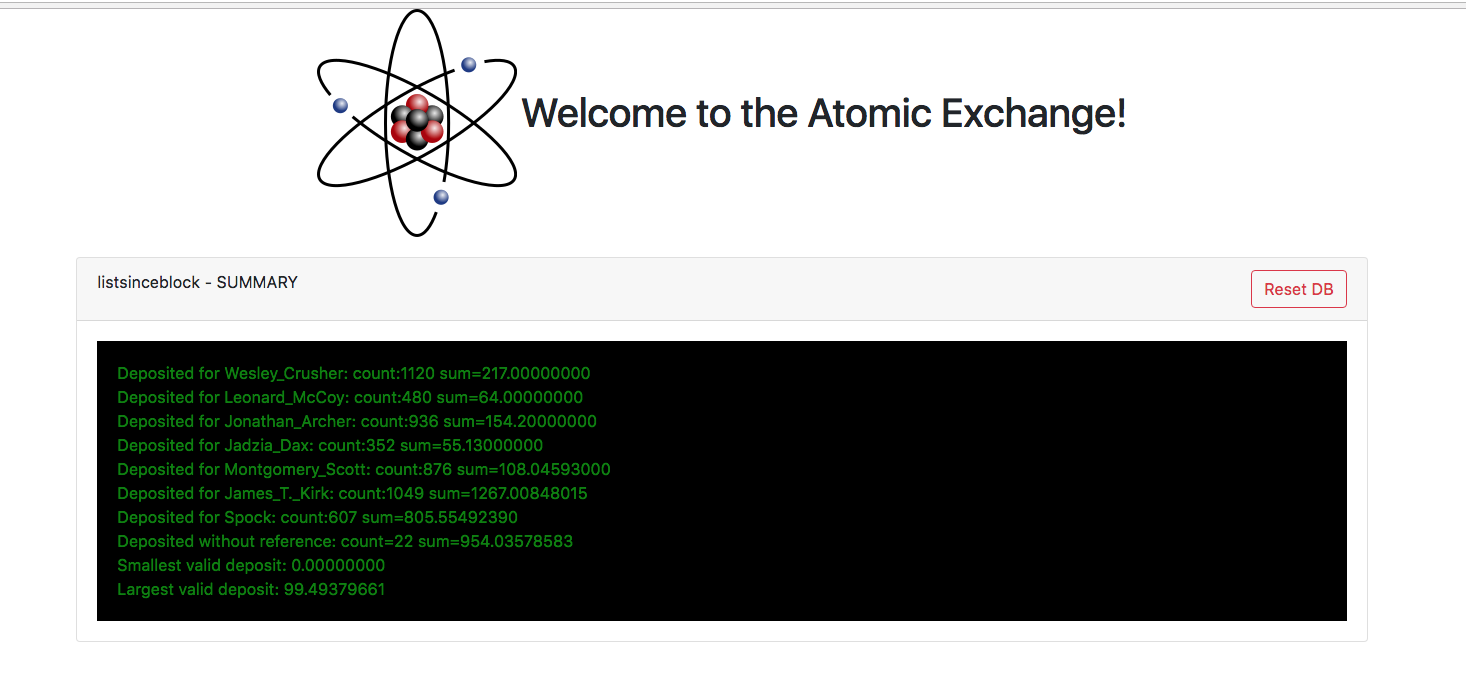 Welcome to the Atomic Exchange!
listsinceblock - SUMMARY
Reset DB
Deposited for Wesley_Crusher: count:1120 sum=217.00000000
Deposited for Leonard_McCoy: count:480 sum=64.00000000
Deposited for Jonathan_Archer: count:936 sum=154.20000000
Deposited for Jadzia_Dax: count:352 sum=55.13000000
Deposited for Montgomery_Scott: count:876 sum=108.04593000
Deposited for James_T._Kirk: count:1049 sum=1267.00848015
Deposited for Spock: count:607 sum=805.55492390
Deposited without reference: count=22 sum=954.03578583
Smallest valid deposit: 0.00000000
Largest valid deposit: 99.49379661